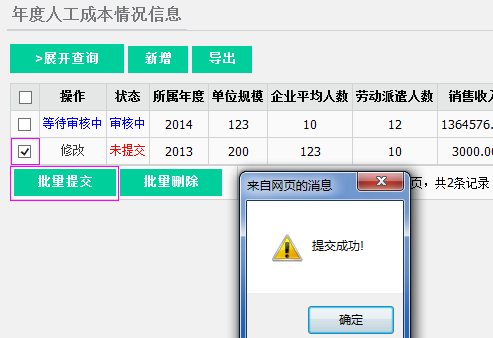 年度人工成本情况信息
>展开查询 新增 导出
操作 状态 所属年度 单位规模 企业平均人数 劳动派遣人数 销售收
等待审核中 审核中 2014 123 10 12 1364576.
修改 未提交 2013 200 123 10 3000.0
批量提交 批量删除 页，共2条记录
来自网页的消息
提交成功!
确定